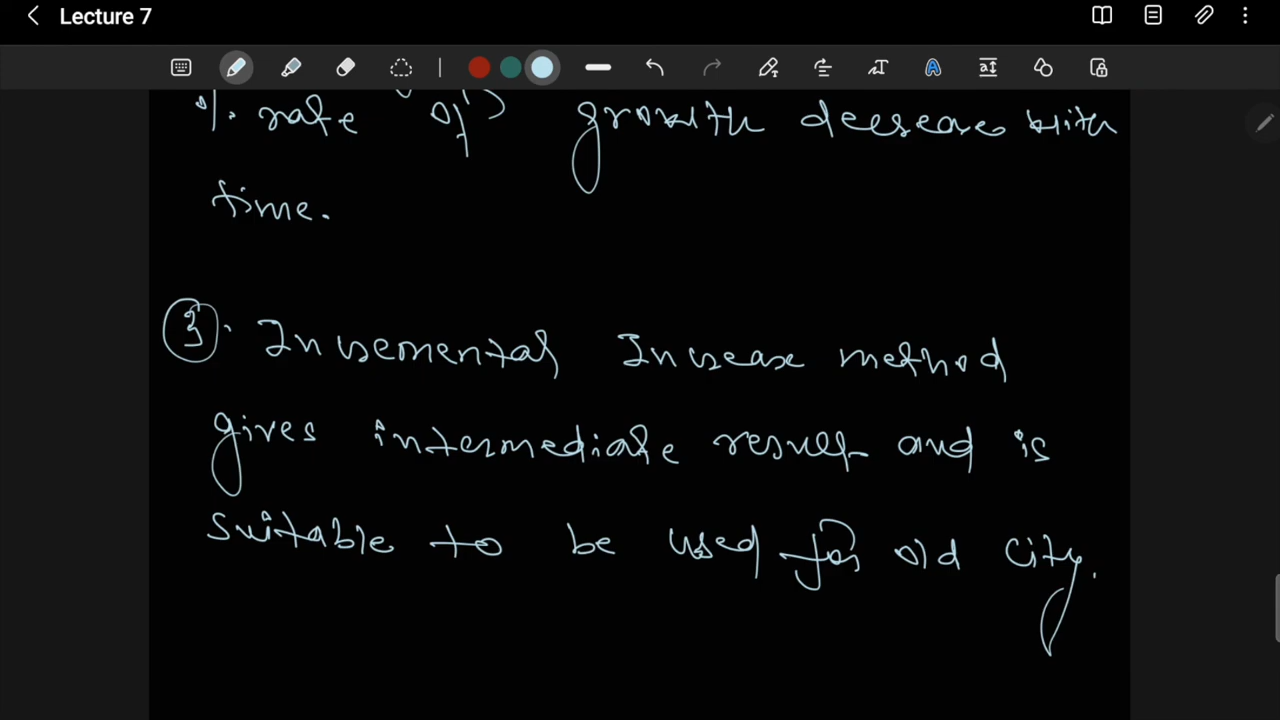 Lecture 7
%. rate of growth decrease with
time.
3. Incremental Increase method
gives intermediate result and is
suitable to be used for old city.